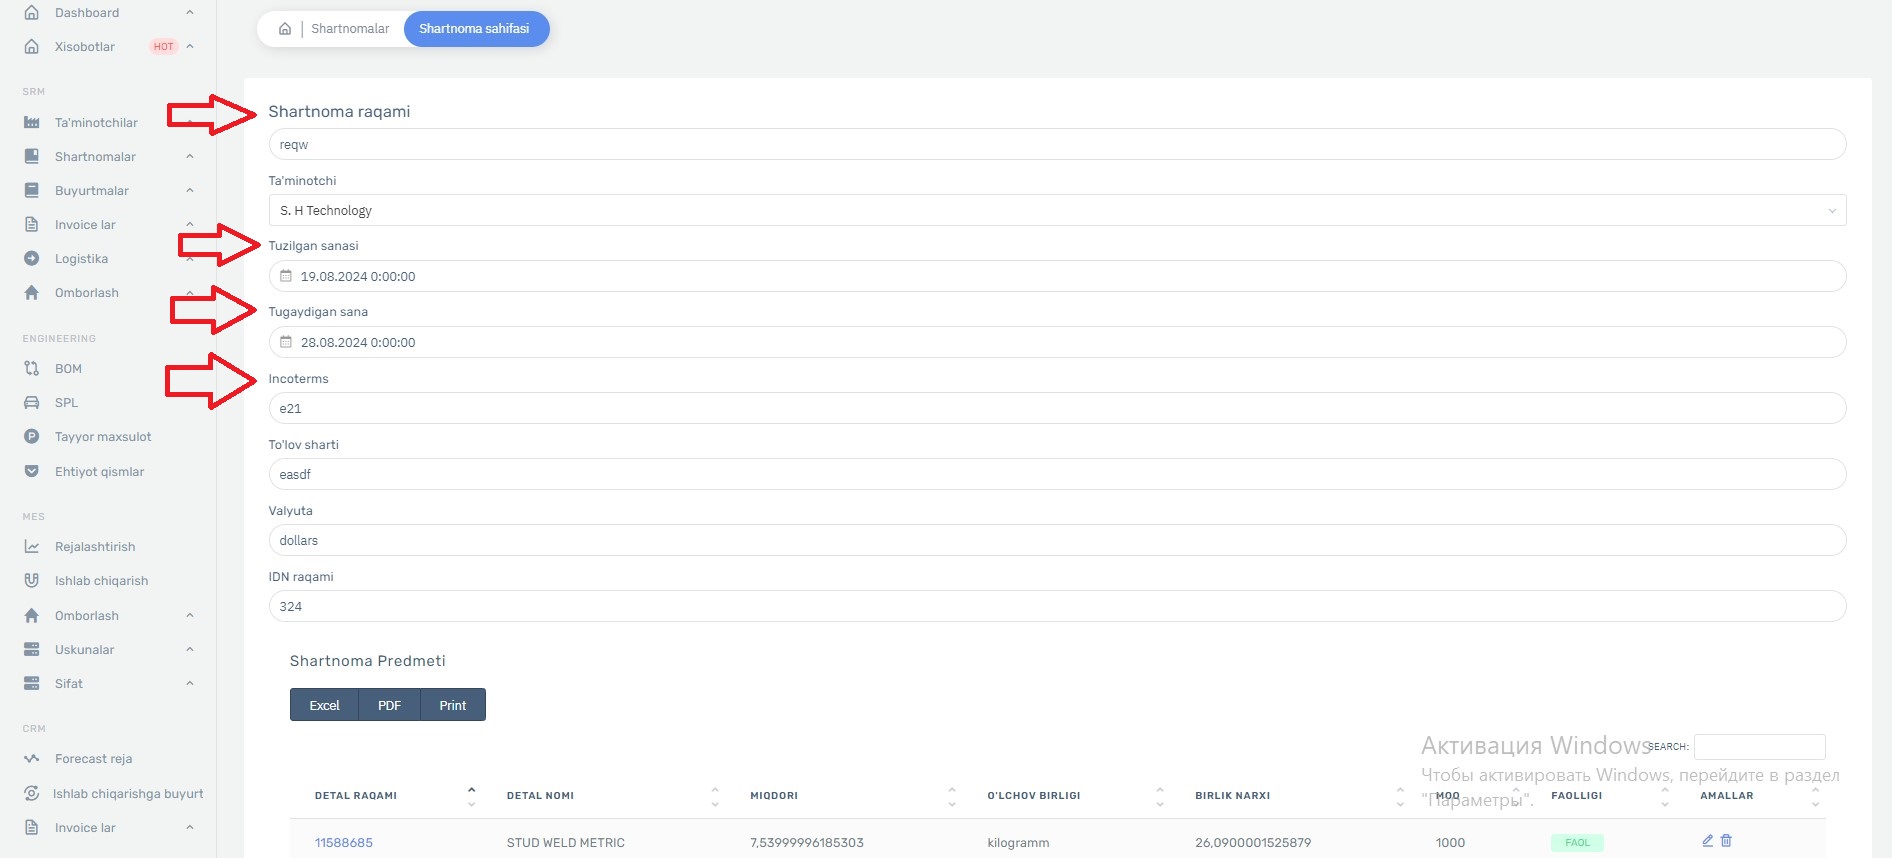 Dashboard
Xisobotlar HOT
SRM
Ta'minotchilar
Shartnomalar
Buyurtmalar
Invoice lar
Logistika
Omborlash
ENGINEERING
BOM
SPL
Tayyor maxsulot
Ehtiyot qismlar
MES
Rejalashtirish
Ishlab chiqarish
Omborlash
Uskunalar
Sifat
CRM
Forecast reja
Ishlab chiqarishga buyurt
Invoice lar
Shartnomalar Shartnoma sahifasi
Shartnoma raqami
reqw
Ta'minotchi
S. H Technology
Tuzilgan sanasi
19.08.2024 0:00:00
Tugaydigan sana
28.08.2024 0:00:00
Incoterms
e21
To'lov sharti
easdf
Valyuta
dollars
IDN raqami
324
Shartnoma Predmeti
Excel PDF Print
SEARCH:
Активация Windows
Чтобы активировать Windows, перейдите в раздел
"Параметры".
DETAL RAQAMI DETAL NOMI MIQDORI O'LCHOV BIRLIGI BIRLIK NARXI MOQ FAOLLIGI AMALLAR
11588685 STUD WELD METRIC 7,53999996185303 kilogramm 26,0900001525879 1000 FAOL